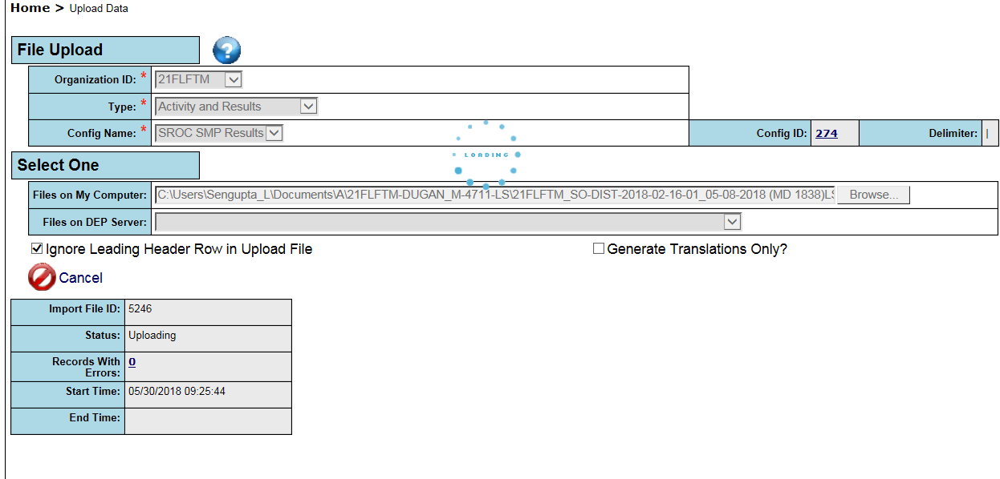 Home > Upload Data
File Upload
?
Organization ID: * 21FLFTM
Type: * Activity and Results
Config Name: * SROC SMP Results Config ID: 274 Delimiter: |
LOADING
Select One
Files on My Computer: C:\Users\Sengupta_L\Documents\A\21FLFTM-DUGAN_M-4711-LS\21FLFTM_SO-DIST-2018-02-16-01_05-08-2018 (MD 1838)LS Browse...
Files on DEP Server:
Ignore Leading Header Row in Upload File Generate Translations Only?
Cancel
Import File ID: 5246
Status: Uploading
Records With Errors: 0
Start Time: 05/30/2018 09:25:44
End Time: